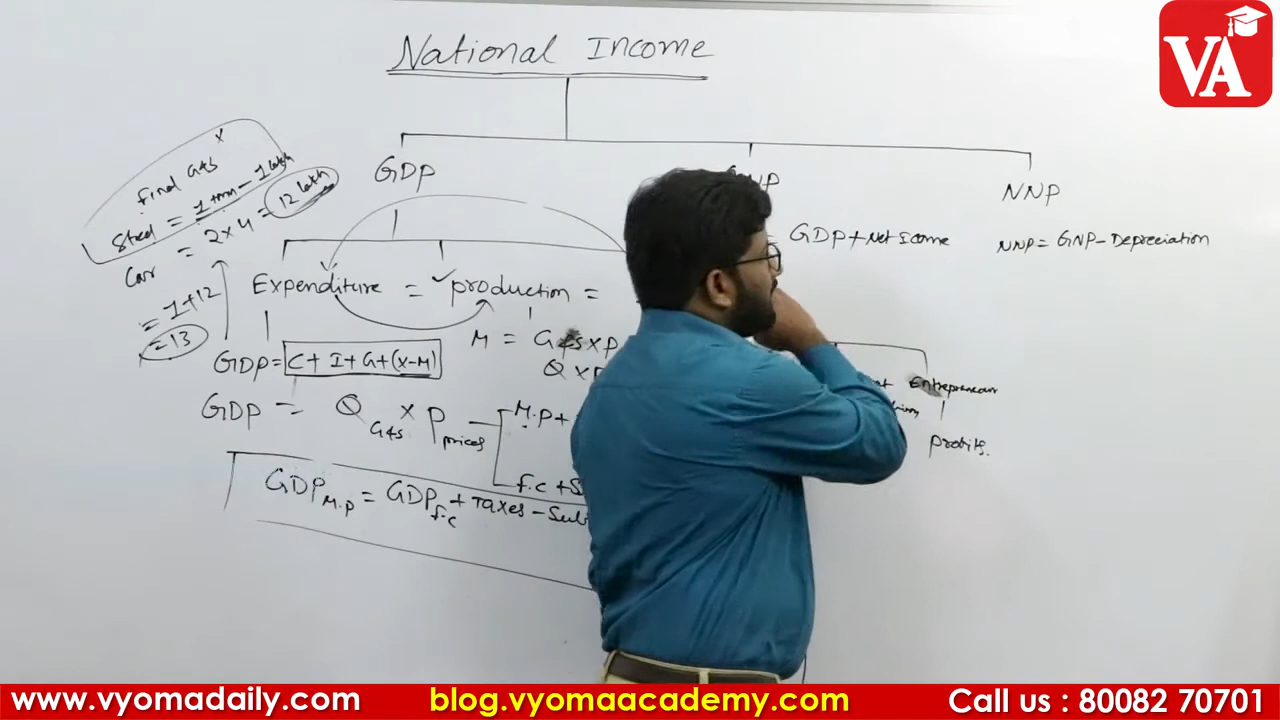 National Income
VA
GDP
NNP
GDP + Net Income
NNP = GNP - Depreciation
x
final G&S
Steel = 1 tonn - 1 lakh
Car = 2 x 4 = 12 lakh
= 1 + 12
= 13
Expenditure = production =
GDP = C + I + G + (X-M)
M = G&S x P
Q x P
Entrepreneur
profits.
GDP = Q G&S x P prices
M.P +
f.c +
GDP M.P = GDP f.c + Taxes - Sub
www.vyomadaily.com
blog.vyomaacademy.com
Call us : 80082 70701